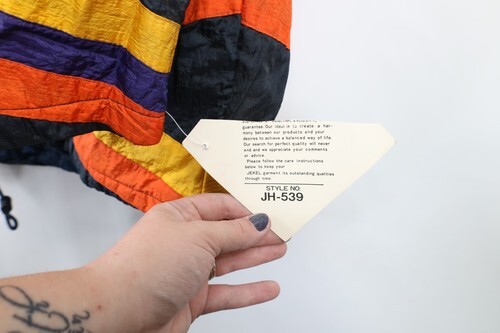 guarantee. Our ideal is to create a har-
mony between our products and your
desires to achieve a balanced way of life.
Our search for perfect quality will never
end and we appreciate your comments
or advice.
Please follow the care instructions
below to keep your
JEKEL garment its outstanding qualities
through time.
STYLE NO:
JH-539